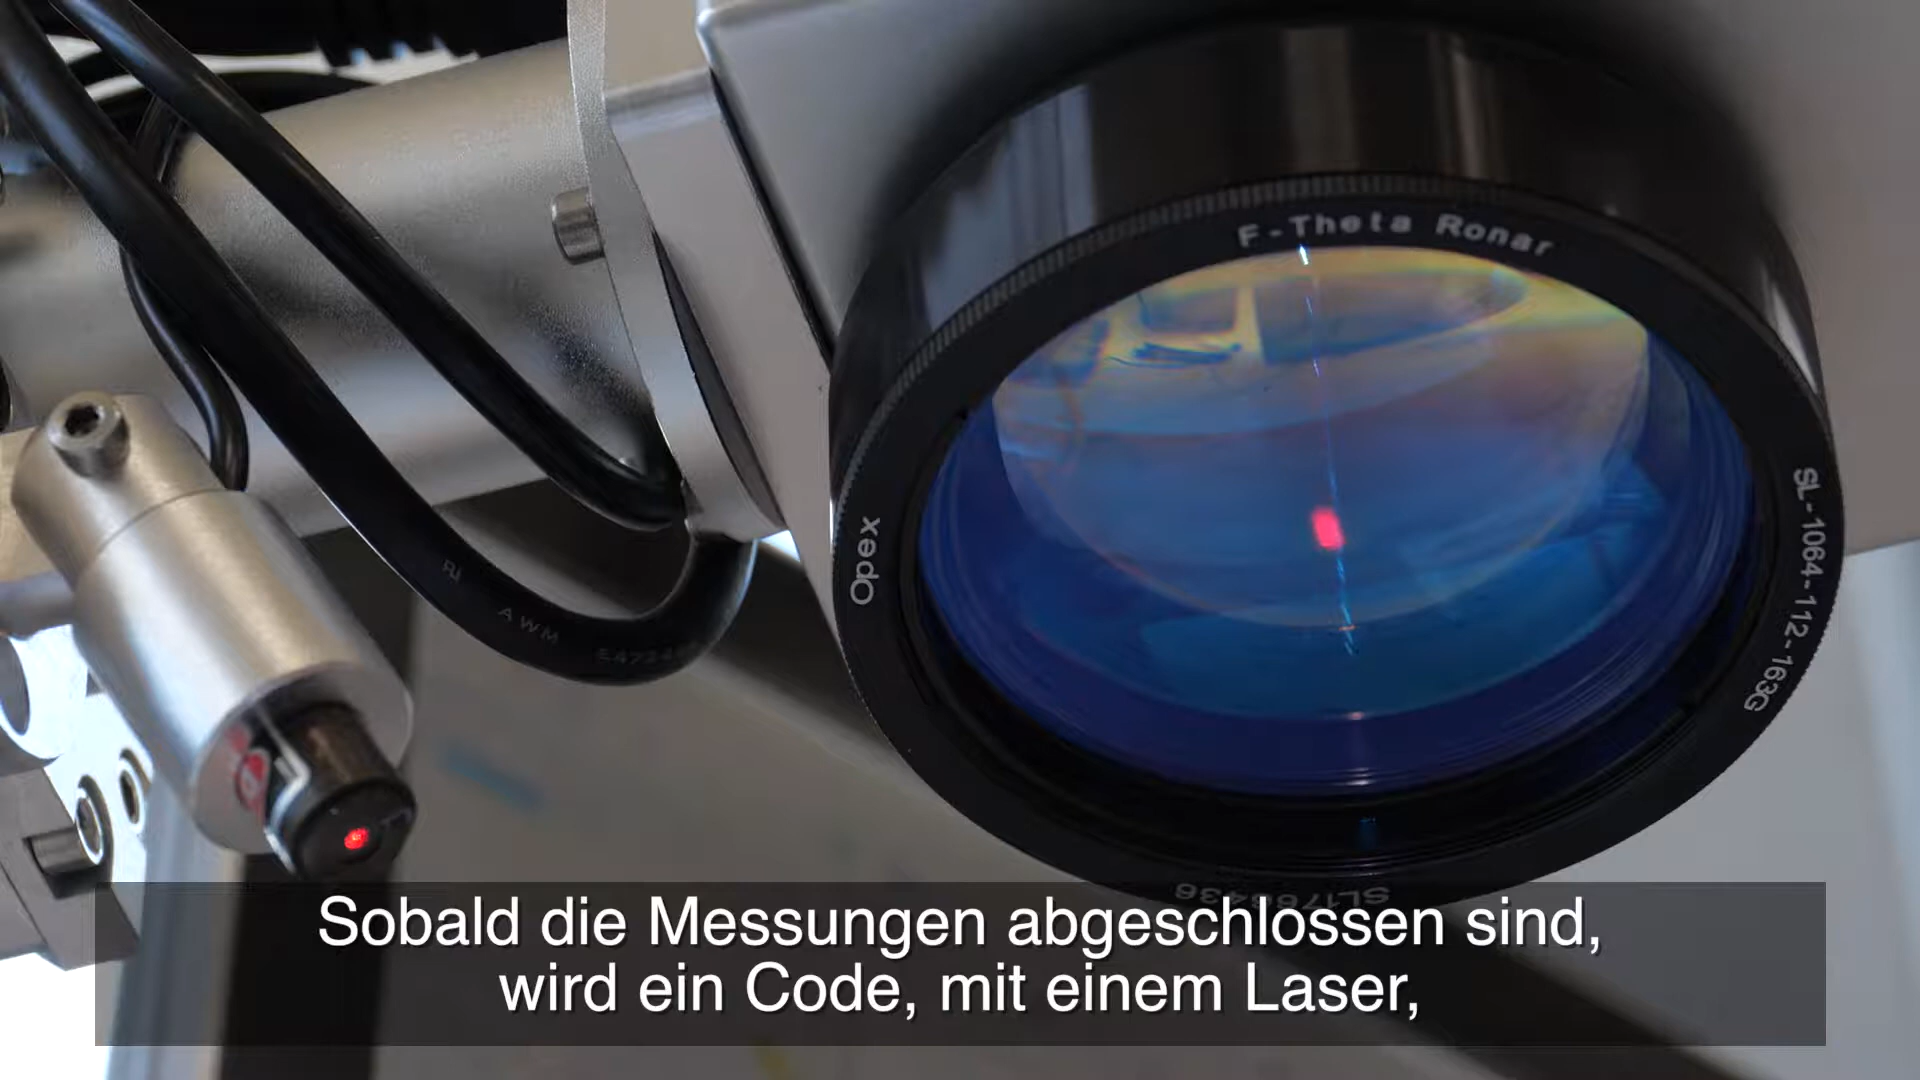 F-Theta Ronar
SL-1064-112-163G
Opex
AWM
SL1766436
Sobald die Messungen abgeschlossen sind,
wird ein Code, mit einem Laser,